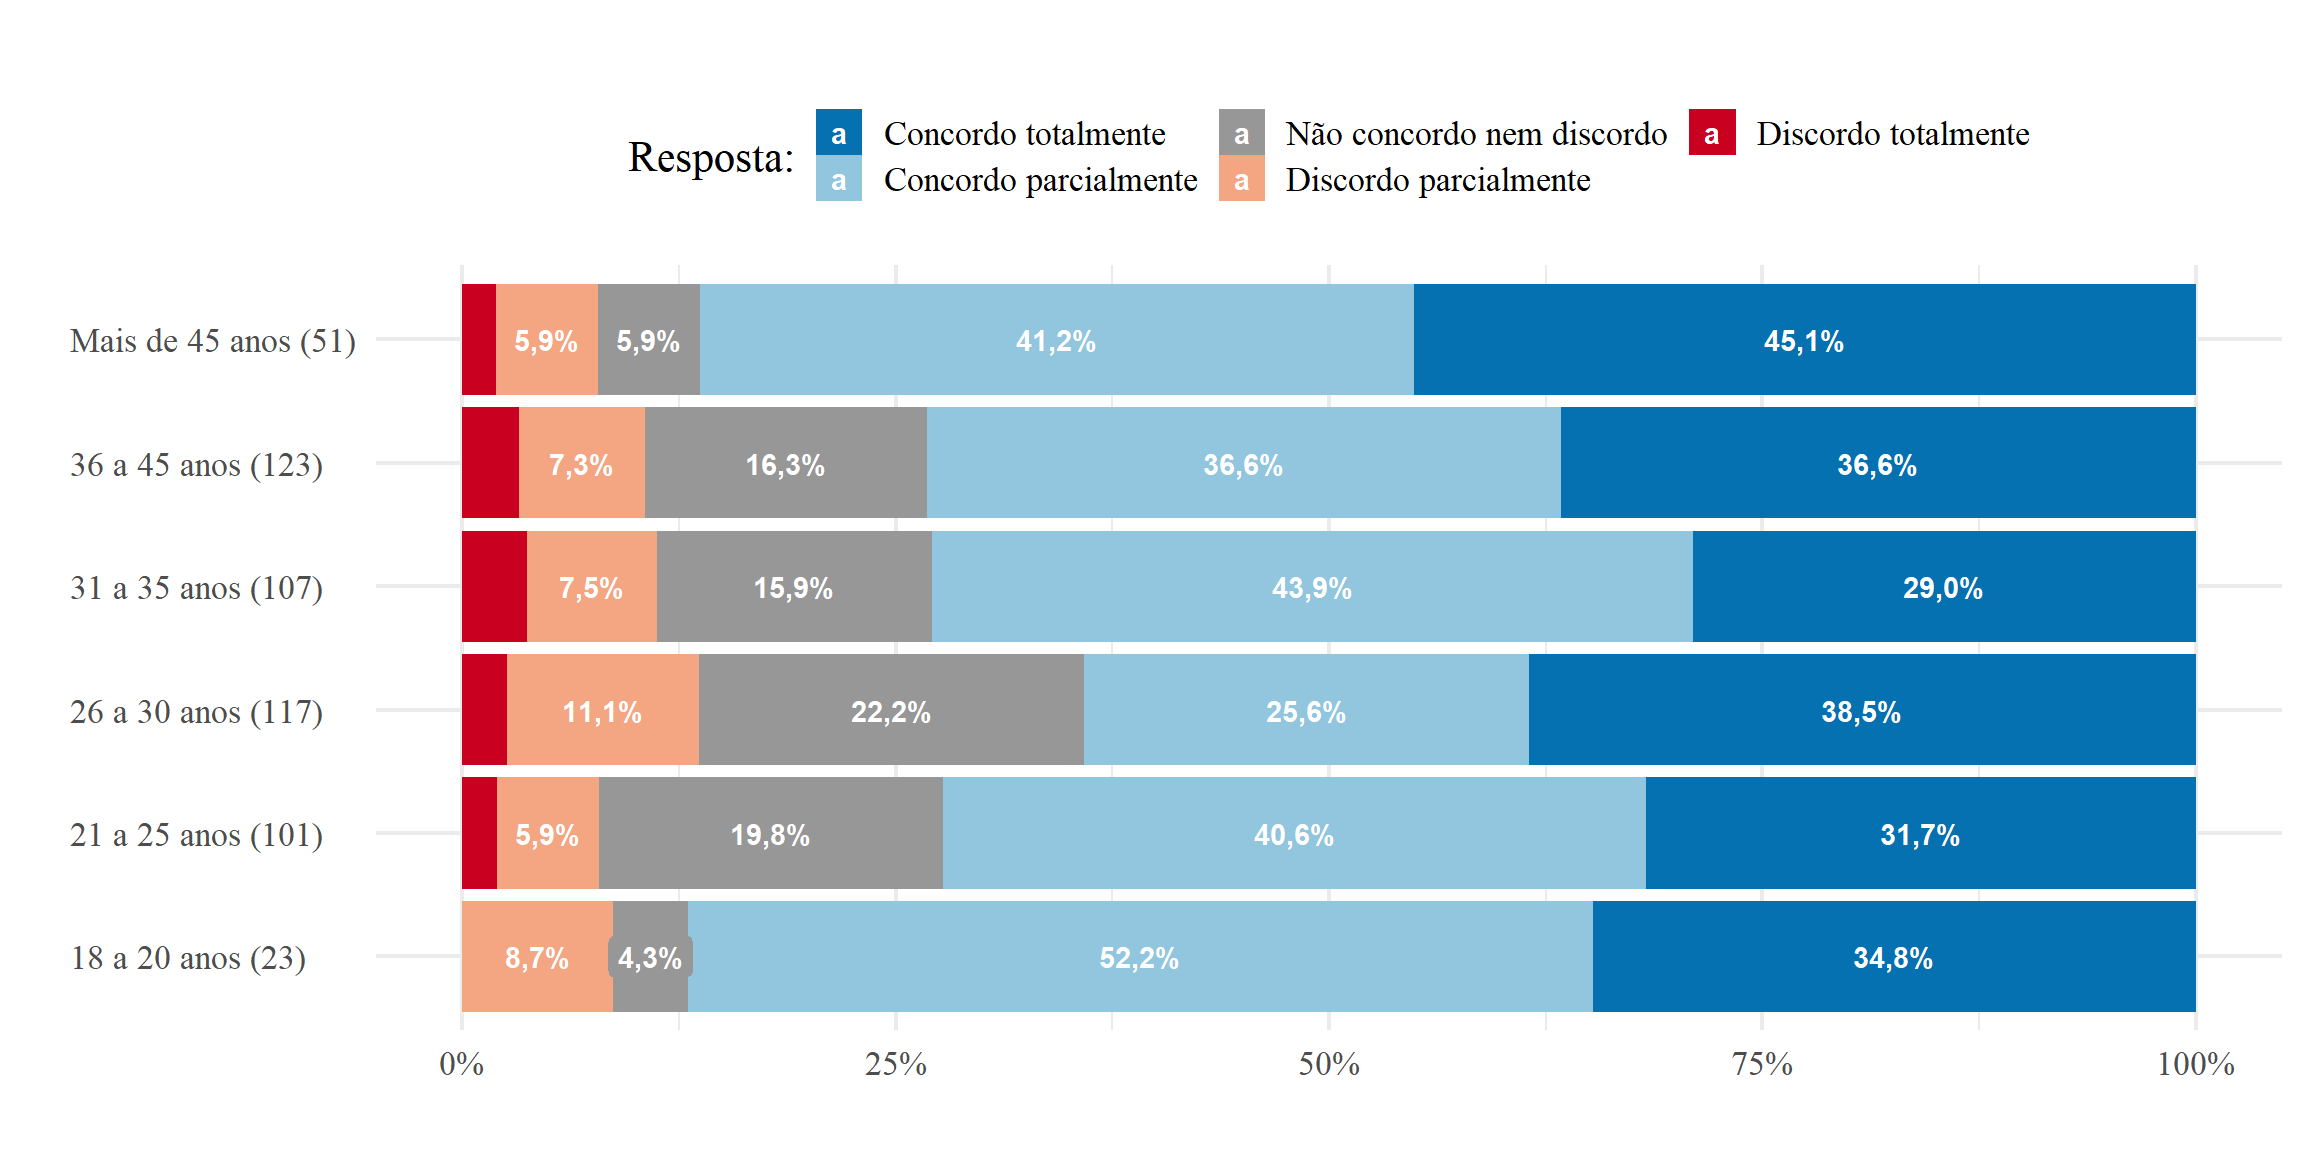 Resposta:
a Concordo totalmente a Não concordo nem discordo a Discordo totalmente
a Concordo parcialmente a Discordo parcialmente
Mais de 45 anos (51) 5,9% 5,9% 41,2% 45,1%
36 a 45 anos (123) 7,3% 16,3% 36,6% 36,6%
31 a 35 anos (107) 7,5% 15,9% 43,9% 29,0%
26 a 30 anos (117) 11,1% 22,2% 25,6% 38,5%
21 a 25 anos (101) 5,9% 19,8% 40,6% 31,7%
18 a 20 anos (23) 8,7% 4,3% 52,2% 34,8%
0% 25% 50% 75% 100%